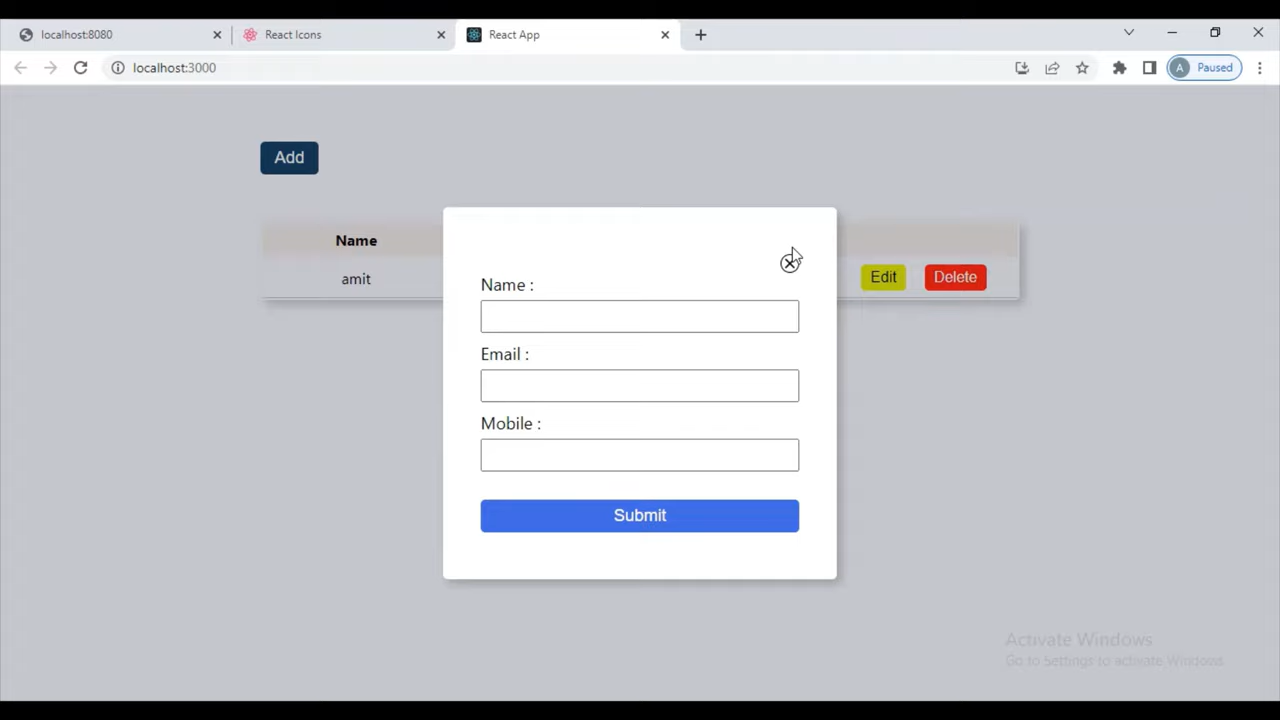 localhost:8080
React Icons
React App
localhost:3000
A Paused
Add
Name
amit
Edit
Delete
Name :
Email :
Mobile :
Submit
Activate Windows
Go to Settings to activate Windows.